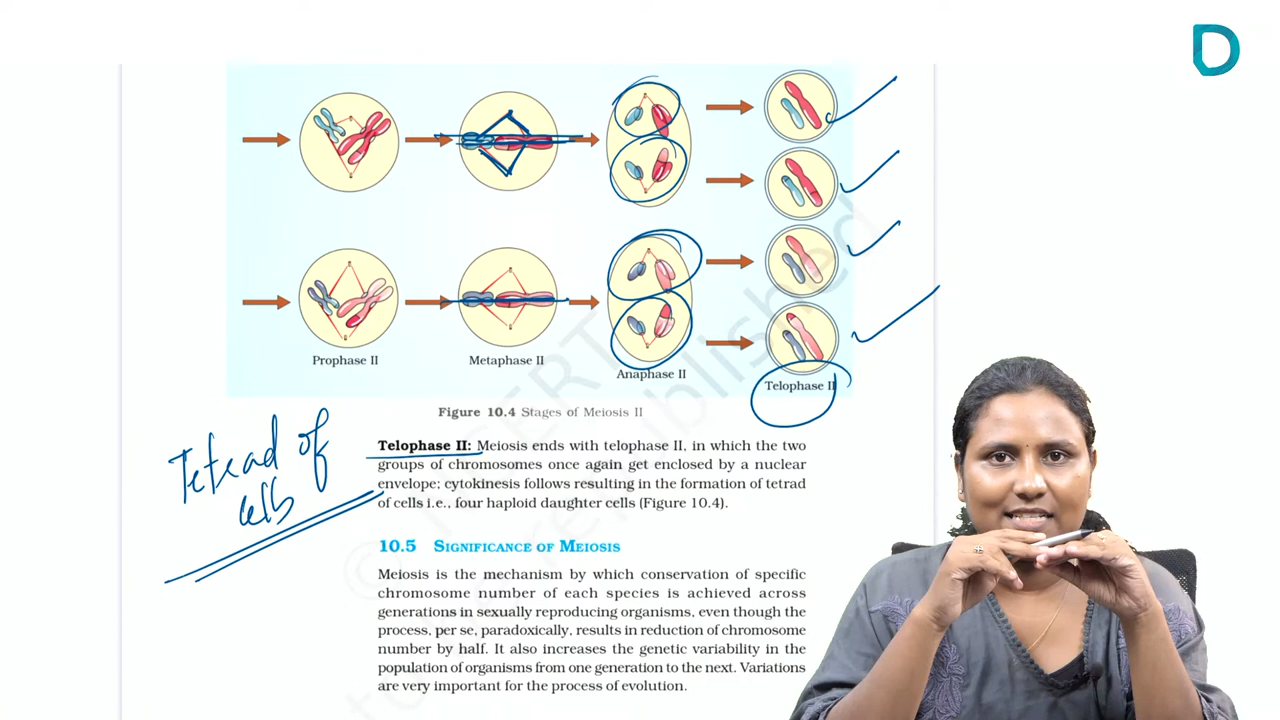 D
Prophase II
Metaphase II
Anaphase II
Telophase II
Figure 10.4 Stages of Meiosis II
Tetrad of
cells
Telophase II: Meiosis ends with telophase II, in which the two
groups of chromosomes once again get enclosed by a nuclear
envelope; cytokinesis follows resulting in the formation of tetrad
of cells i.e., four haploid daughter cells (Figure 10.4).
10.5 SIGNIFICANCE OF MEIOSIS
Meiosis is the mechanism by which conservation of specific
chromosome number of each species is achieved across
generations in sexually reproducing organisms, even though the
process, per se, paradoxically, results in reduction of chromosome
number by half. It also increases the genetic variability in the
population of organisms from one generation to the next. Variations
are very important for the process of evolution.